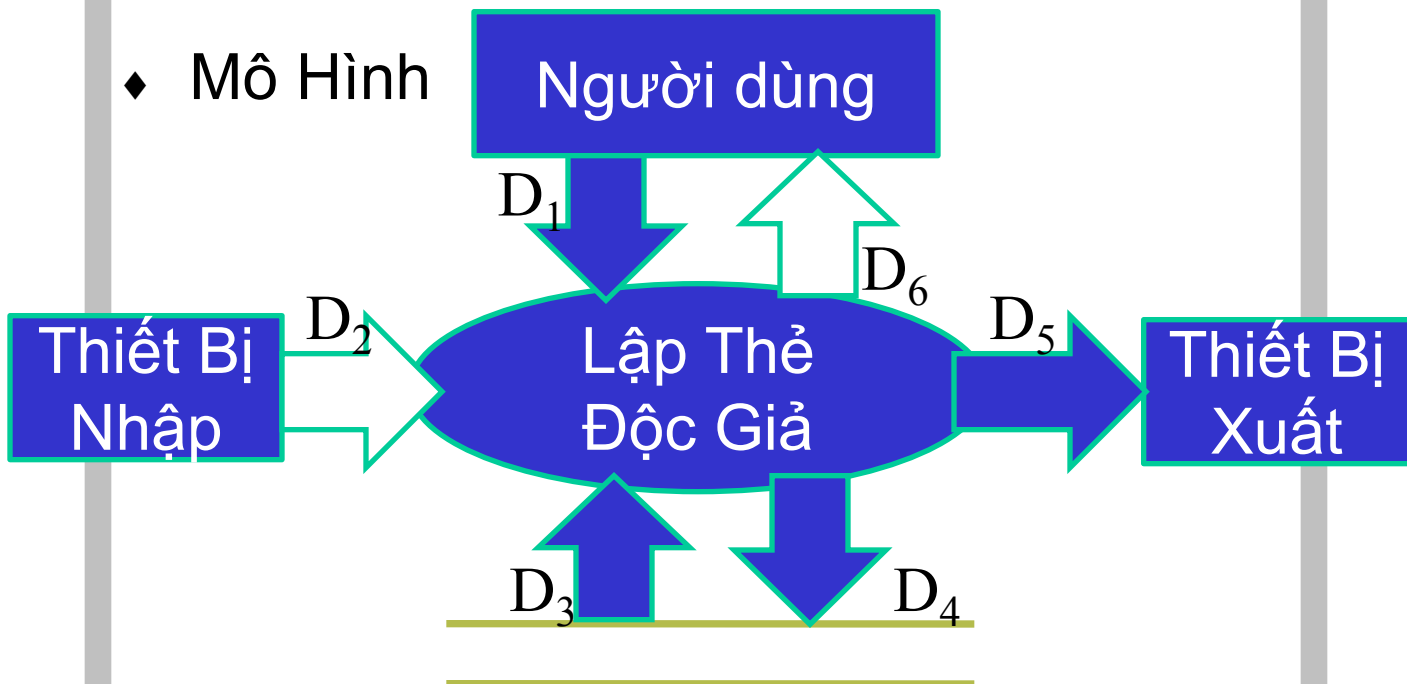 ♦ Mô Hình
Người dùng
D₁
D₆
D₂
D₅
Thiết Bị
Nhập
Lập Thẻ
Độc Giả
Thiết Bị
Xuất
D₃
D₄